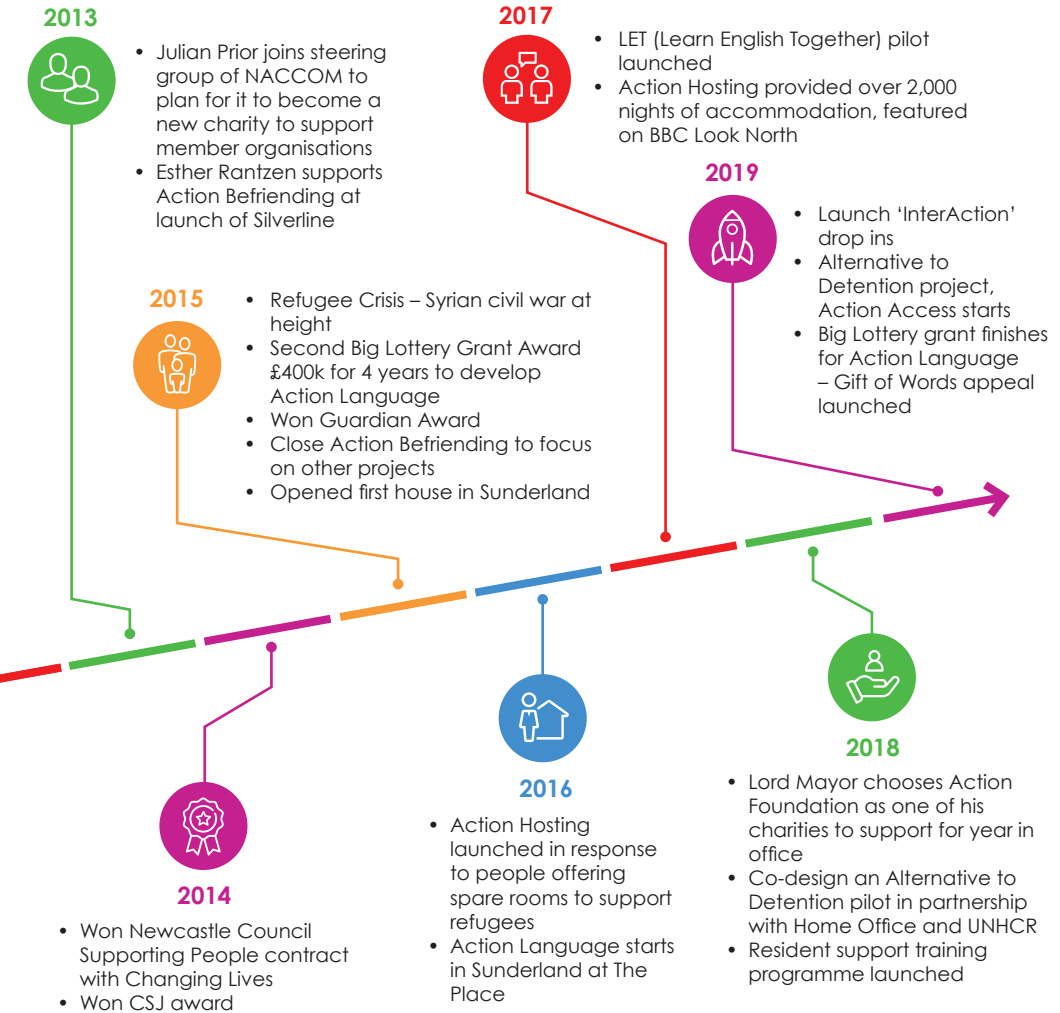 2013
• Julian Prior joins steering
group of NACCOM to
plan for it to become a
new charity to support
member organisations
• Esther Rantzen supports
Action Befriending at
launch of Silverline
2014
• Won Newcastle Council
Supporting People contract
with Changing Lives
• Won CSJ award
2015
• Refugee Crisis – Syrian civil war at
height
• Second Big Lottery Grant Award
£400k for 4 years to develop
Action Language
• Won Guardian Award
• Close Action Befriending to focus
on other projects
• Opened first house in Sunderland
2016
• Action Hosting
launched in response
to people offering
spare rooms to support
refugees
• Action Language starts
in Sunderland at The
Place
2017
• LET (Learn English Together) pilot
launched
• Action Hosting provided over 2,000
nights of accommodation, featured
on BBC Look North
2018
• Lord Mayor chooses Action
Foundation as one of his
charities to support for year in
office
• Co-design an Alternative to
Detention pilot in partnership
with Home Office and UNHCR
• Resident support training
programme launched
2019
• Launch ‘InterAction’
drop ins
• Alternative to
Detention project,
Action Access starts
• Big Lottery grant finishes
for Action Language
– Gift of Words appeal
launched